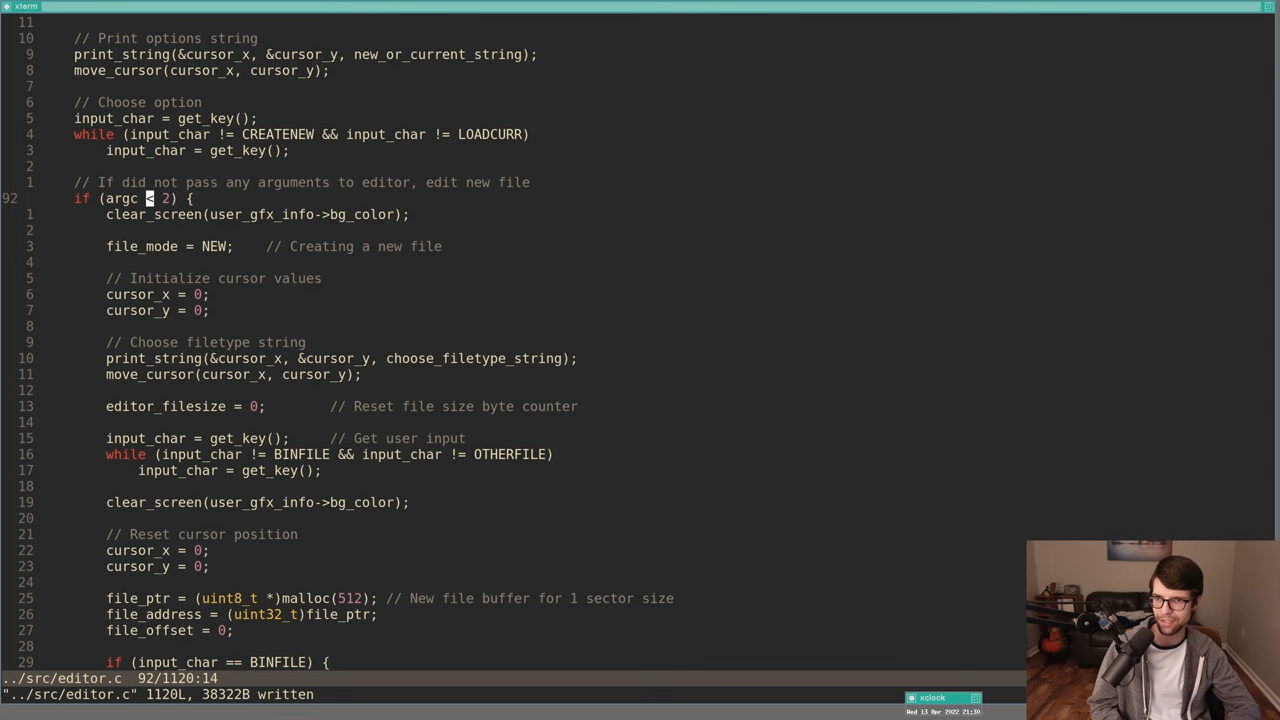 xterm
11
10 // Print options string
9 print_string(&cursor_x, &cursor_y, new_or_current_string);
8 move_cursor(cursor_x, cursor_y);
7
6 // Choose option
5 input_char = get_key();
4 while (input_char != CREATENEW && input_char != LOADCURR)
3 input_char = get_key();
2
1 // If did not pass any arguments to editor, edit new file
92 if (argc < 2) {
1 clear_screen(user_gfx_info->bg_color);
2
3 file_mode = NEW; // Creating a new file
4
5 // Initialize cursor values
6 cursor_x = 0;
7 cursor_y = 0;
8
9 // Choose filetype string
10 print_string(&cursor_x, &cursor_y, choose_filetype_string);
11 move_cursor(cursor_x, cursor_y);
12
13 editor_filesize = 0; // Reset file size byte counter
14
15 input_char = get_key(); // Get user input
16 while (input_char != BINFILE && input_char != OTHERFILE)
17 input_char = get_key();
18
19 clear_screen(user_gfx_info->bg_color);
20
21 // Reset cursor position
22 cursor_x = 0;
23 cursor_y = 0;
24
25 file_ptr = (uint8_t *)malloc(512); // New file buffer for 1 sector size
26 file_address = (uint32_t)file_ptr;
27 file_offset = 0;
28
29 if (input_char == BINFILE) {
../src/editor.c 92/1120:14
"../src/editor.c" 1120L, 38322B written
xclock
Wed 13 Apr 2022 21:30